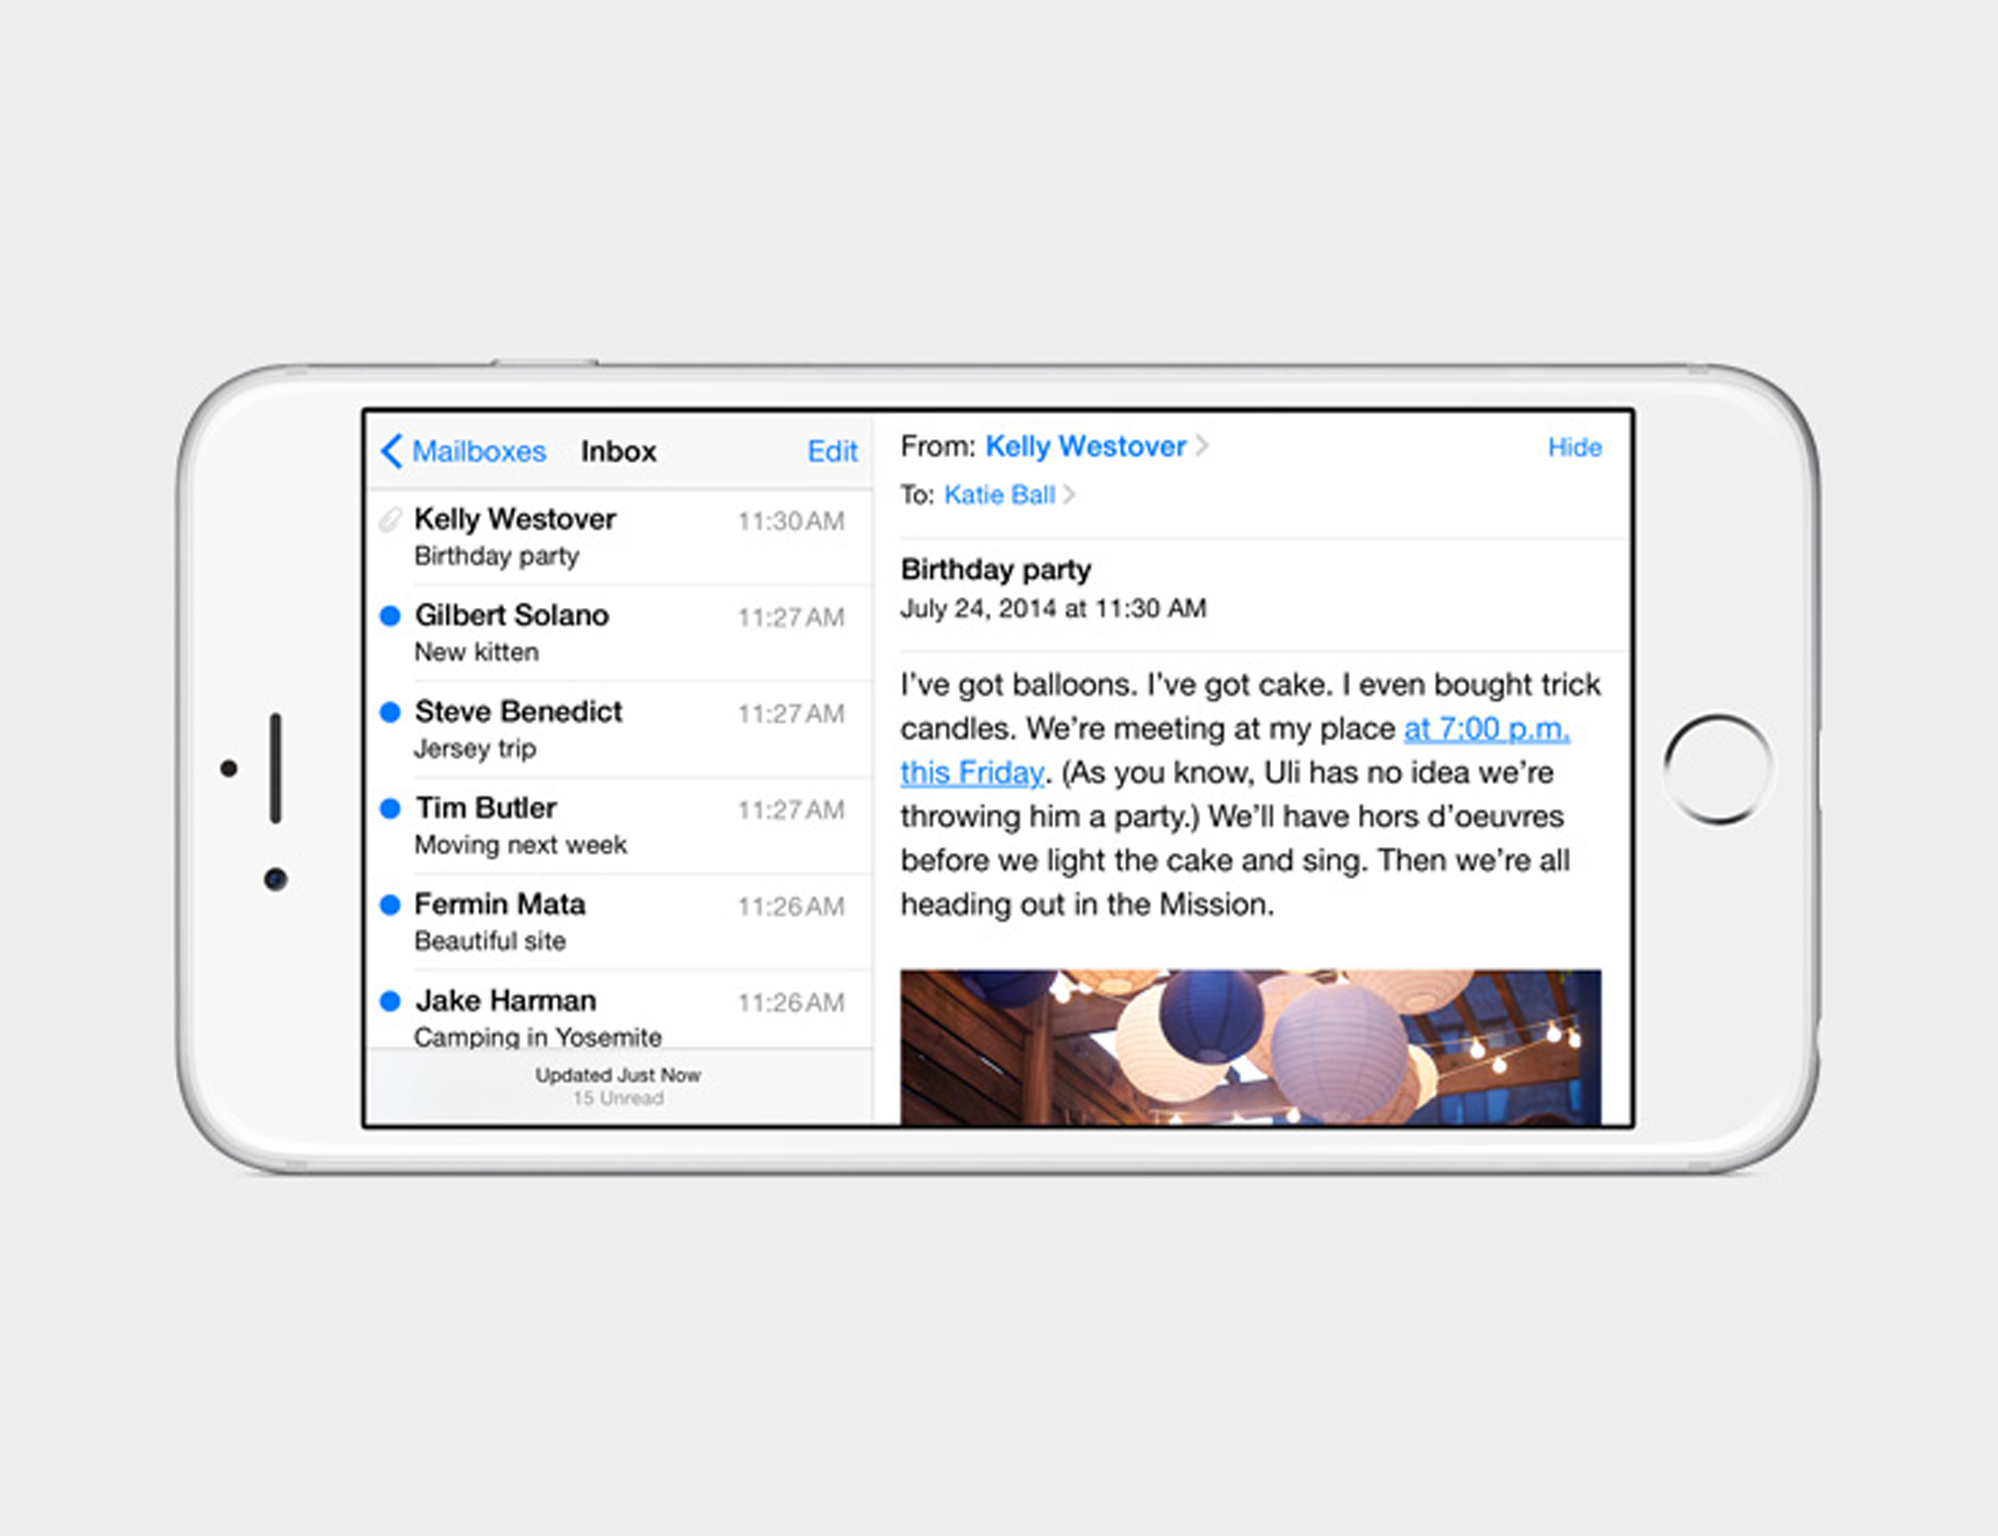 Mailboxes Inbox Edit
Kelly Westover 11:30 AM
Birthday party
Gilbert Solano 11:27 AM
New kitten
Steve Benedict 11:27 AM
Jersey trip
Tim Butler 11:27 AM
Moving next week
Fermin Mata 11:26 AM
Beautiful site
Jake Harman 11:26 AM
Camping in Yosemite
Updated Just Now
15 Unread
From: Kelly Westover Hide
To: Katie Ball
Birthday party
July 24, 2014 at 11:30 AM
I’ve got balloons. I’ve got cake. I even bought trick
candles. We’re meeting at my place at 7:00 p.m.
this Friday. (As you know, Uli has no idea we’re
throwing him a party.) We’ll have hors d’oeuvres
before we light the cake and sing. Then we’re all
heading out in the Mission.